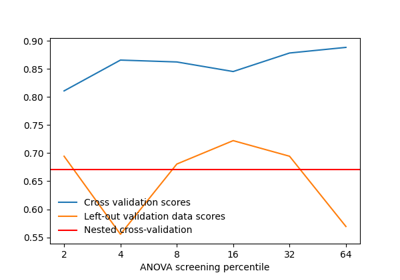 0.90
0.85
0.80
0.75
0.70
0.65
0.60
0.55
Cross validation scores
Left-out validation data scores
Nested cross-validation
2 4 8 16 32 64
ANOVA screening percentile